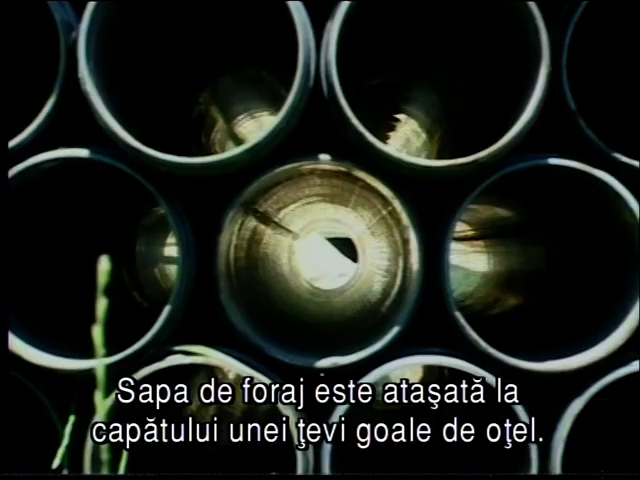 Sapa de foraj este ataşată la
capătului unei ţevi goale de oţel.